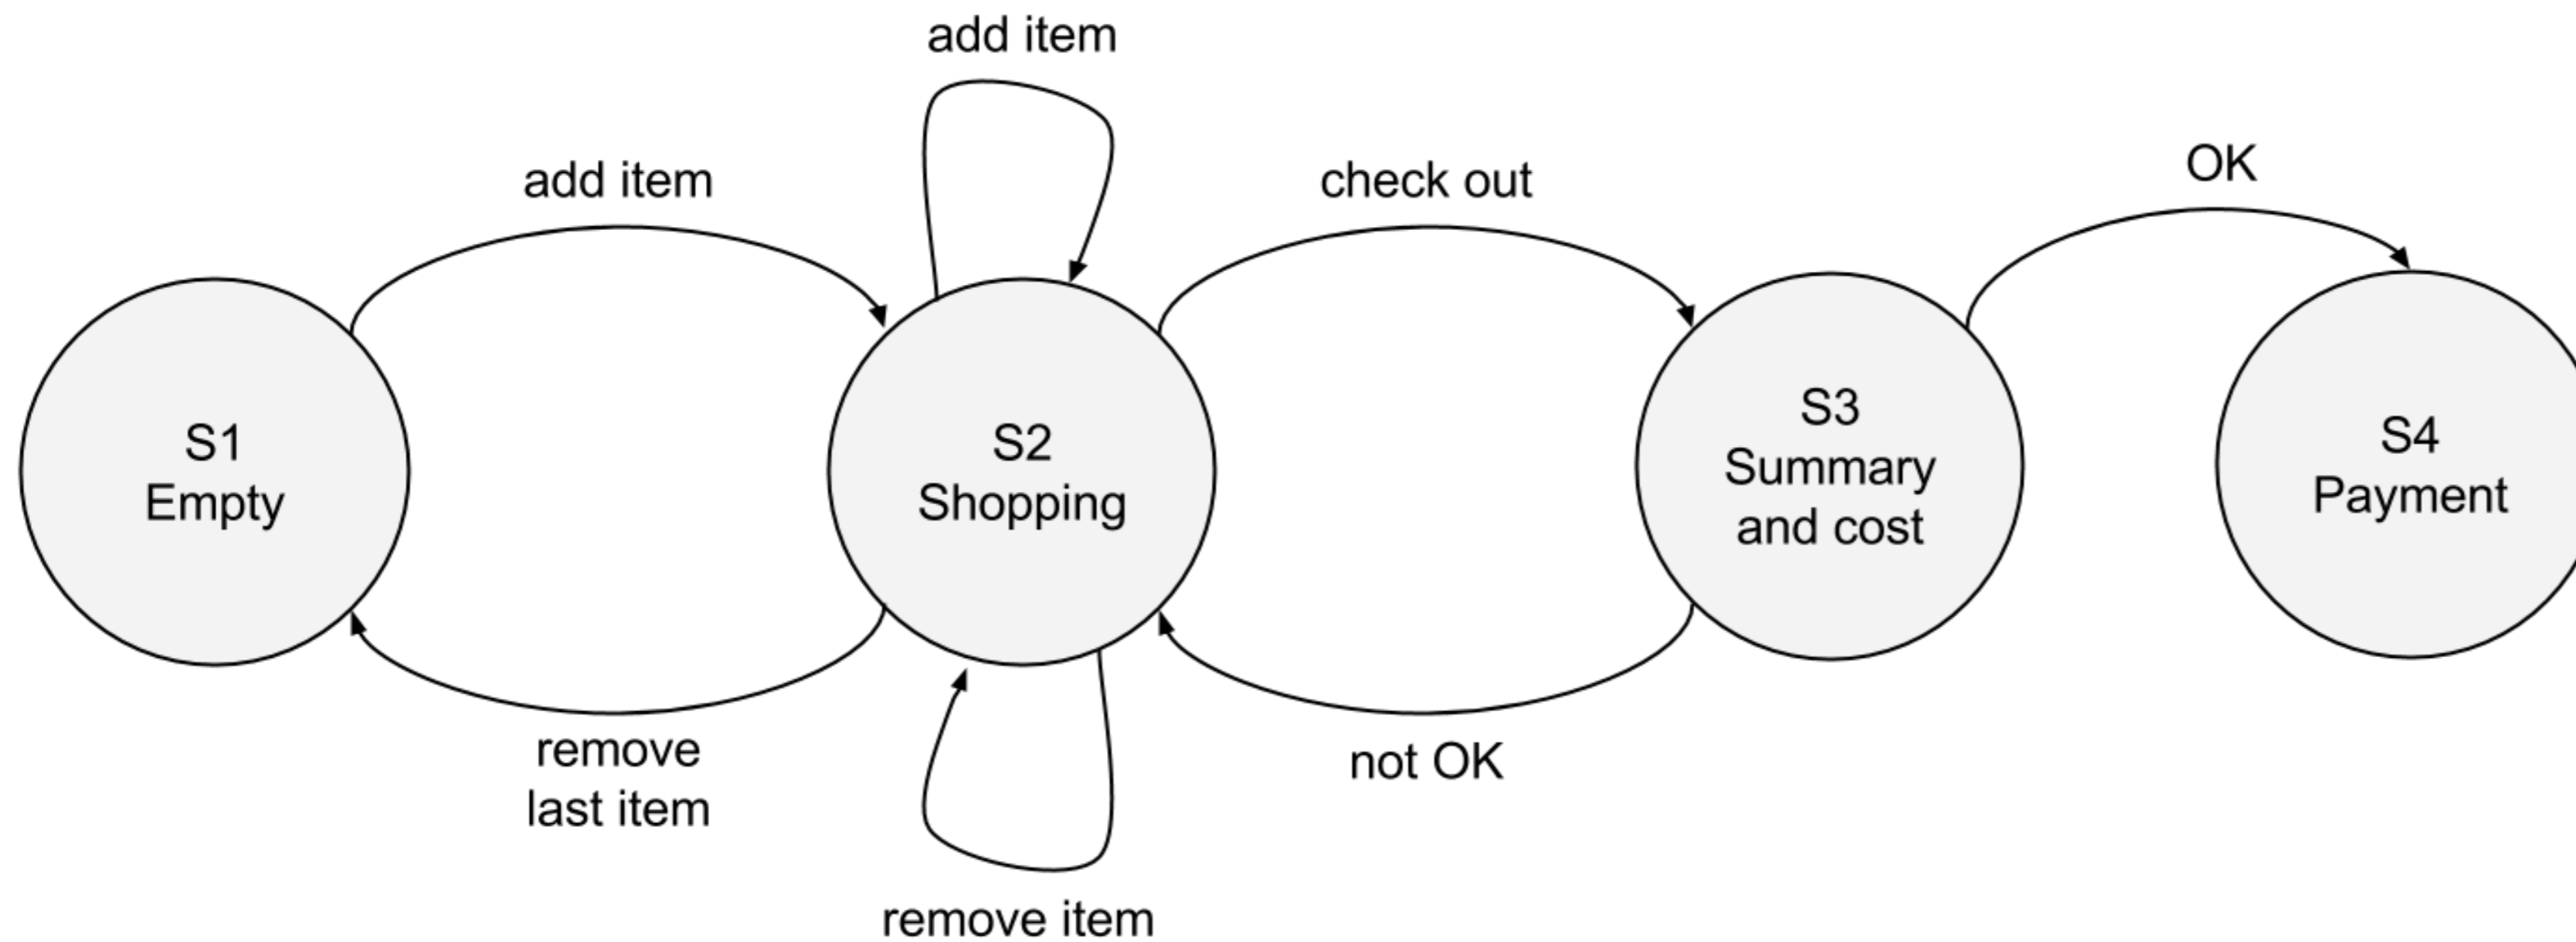 add item
add item
check out
OK
S1
Empty
S2
Shopping
S3
Summary
and cost
S4
Payment
remove
last item
not OK
remove item